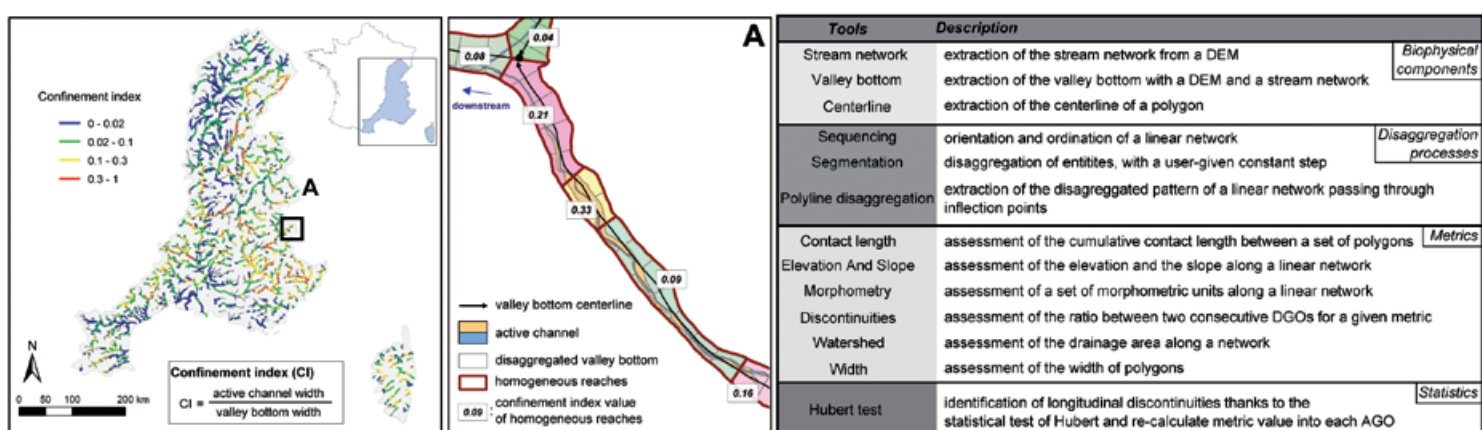 Confinement index
0 - 0.02
0.02 - 0.1
0.1 - 0.3
0.3 - 1
A
N
0 50 100 200 km
Confinement index (CI)
CI = active channel width
valley bottom width
A
0.04
0.08
downstream
0.21
0.33
0.09
0.16
valley bottom centerline
active channel
disaggregated valley bottom
homogeneous reaches
0.09 : confinement index value
of homogeneous reaches
Tools Description
Stream network extraction of the stream network from a DEM
Biophysical
components
Valley bottom extraction of the valley bottom with a DEM and a stream network
Centerline extraction of the centerline of a polygon
Sequencing orientation and ordination of a linear network
Disaggregation
processes
Segmentation disaggregation of entitites, with a user-given constant step
Polyline disaggregation extraction of the disagreggated pattern of a linear network passing through
inflection points
Contact length assessment of the cumulative contact length between a set of polygons
Metrics
Elevation And Slope assessment of the elevation and the slope along a linear network
Morphometry assessment of a set of morphometric units along a linear network
Discontinuities assessment of the ratio between two consecutive DGOs for a given metric
Watershed assessment of the drainage area along a network
Width assessment of the width of polygons
Statistics
Hubert test identification of longitudinal discontinuities thanks to the
statistical test of Hubert and re-calculate metric value into each AGO